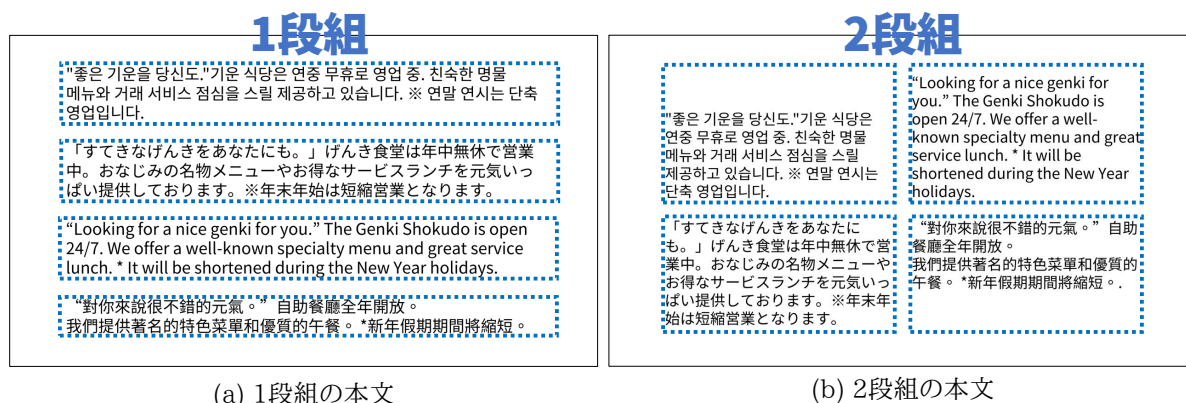 1段組
"좋은 기운을 당신도."기운 식당은 연중 무휴로 영업 중. 친숙한 명물
메뉴와 거래 서비스 점심을 스릴 제공하고 있습니다. ※ 연말 연시는 단축
영업입니다.
「すてきなげんきをあなたにも。」げんき食堂は年中無休で営業
中。おなじみの名物メニューやお得なサービスランチを元気いっ
ぱい提供しております。※年末年始は短縮営業となります。
“Looking for a nice genki for you.” The Genki Shokudo is open
24/7. We offer a well-known specialty menu and great service
lunch. * It will be shortened during the New Year holidays.
“對你來說很不錯的元氣。”自助餐廳全年開放。
我們提供著名的特色菜單和優質的午餐。 *新年假期期間將縮短。
(a) 1段組の本文
2段組
"좋은 기운을 당신도."기운 식당은
연중 무휴로 영업 중. 친숙한 명물
메뉴와 거래 서비스 점심을 스릴
제공하고 있습니다. ※ 연말 연시는
단축 영업입니다.
「すてきなげんきをあなたに
も。」げんき食堂は年中無休で営
業中。おなじみの名物メニューや
お得なサービスランチを元気いっ
ぱい提供しております。※年末年
始は短縮営業となります。
“Looking for a nice genki for
you.” The Genki Shokudo is
open 24/7. We offer a well-
known specialty menu and great
service lunch. * It will be
shortened during the New Year
holidays.
“對你來說很不錯的元氣。”自助
餐廳全年開放。
我們提供著名的特色菜單和優質的
午餐。 *新年假期期間將縮短。.
(b) 2段組の本文